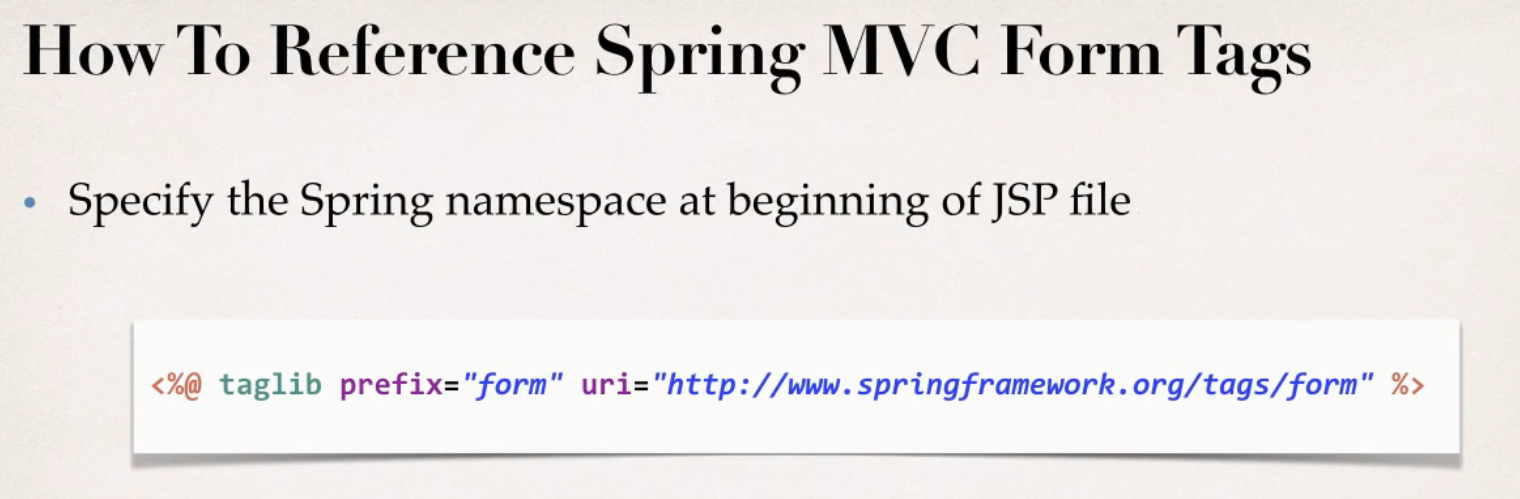 How To Reference Spring MVC Form Tags
• Specify the Spring namespace at beginning of JSP file
<%@ taglib prefix="form" uri="http://www.springframework.org/tags/form" %>